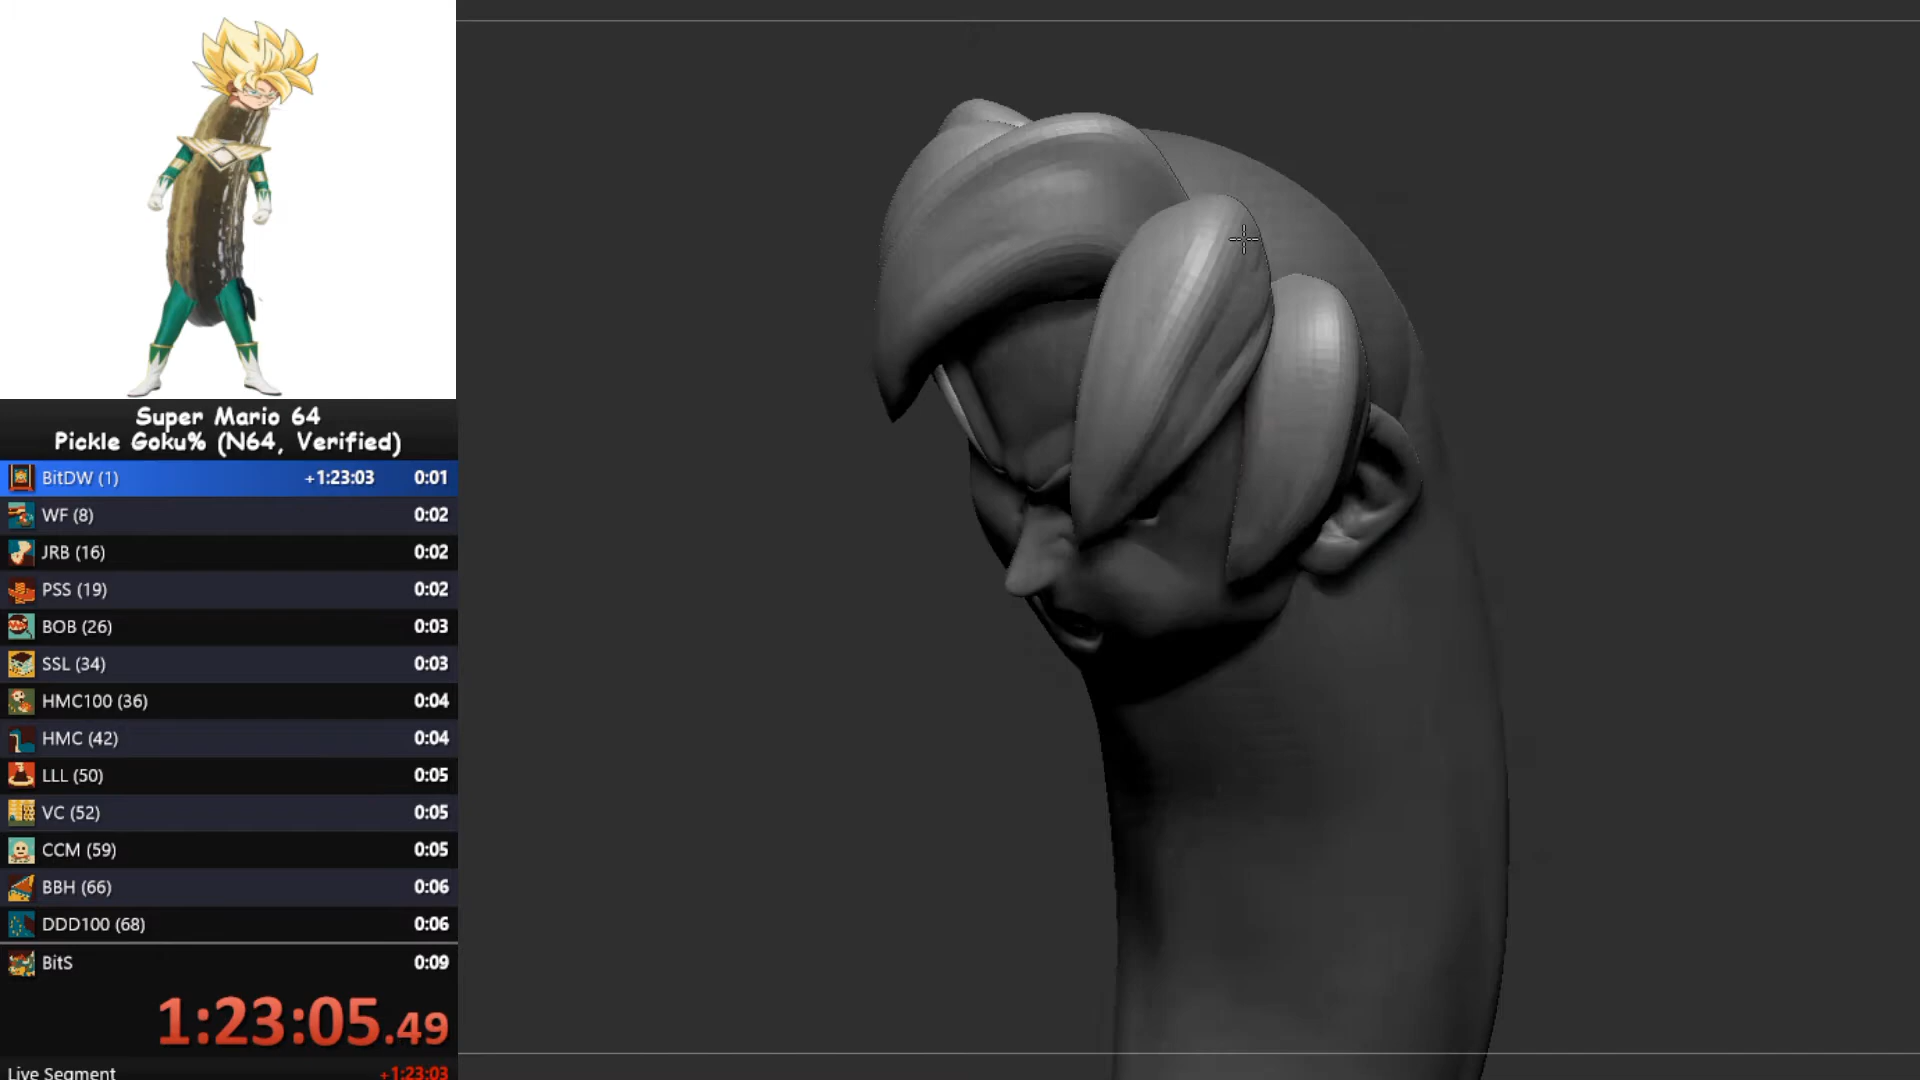 Super Mario 64
Pickle Goku% (N64, Verified)
BitDW (1) +1:23:03 0:01
WF (8) 0:02
JRB (16) 0:02
PSS (19) 0:02
BOB (26) 0:03
SSL (34) 0:03
HMC100 (36) 0:04
HMC (42) 0:04
LLL (50) 0:05
VC (52) 0:05
CCM (59) 0:05
BBH (66) 0:06
DDD100 (68) 0:06
BitS 0:09
1:23:05.49
Live Segment +1:23:03